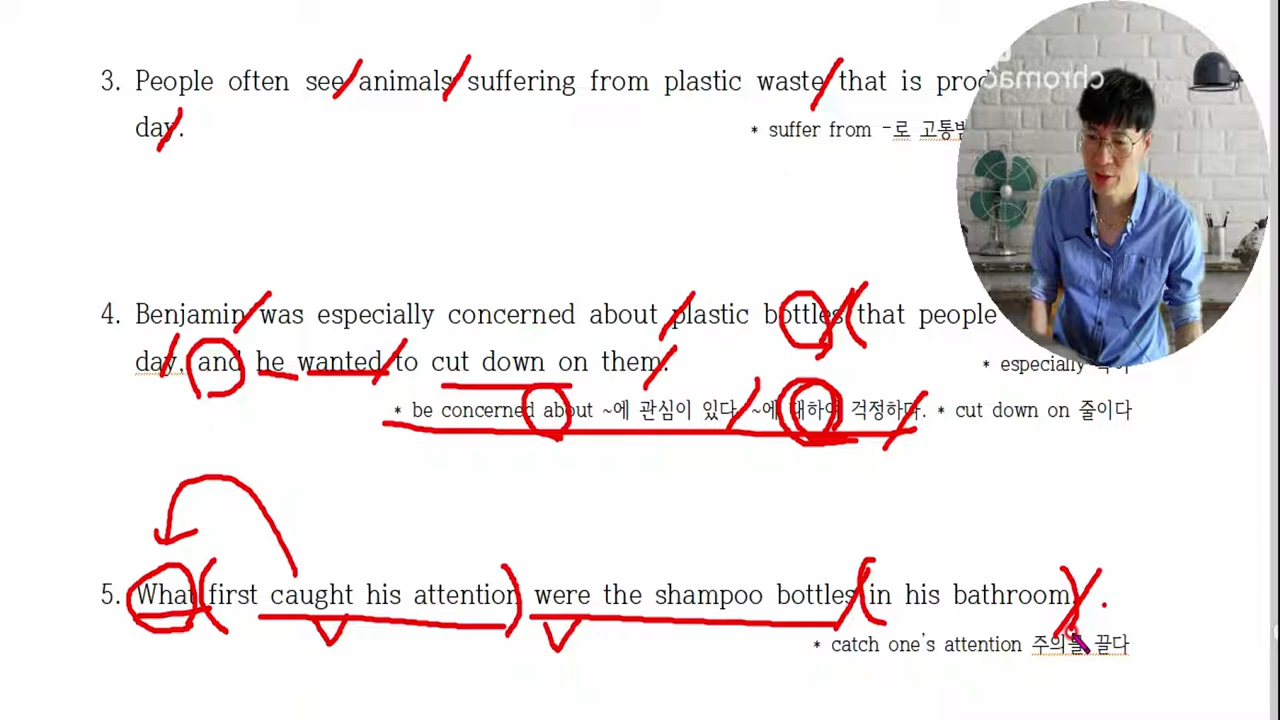 3. People often see animals suffering from plastic waste that is
day.
* suffer from -로
4. Benjamin was especially concerned about plastic bottles that people
day, and he wanted to cut down on them.
* especially
* be concerned about ~에 관심이 있다, ~에 대하여 걱정하다. * cut down on 줄이다
5. What first caught his attention were the shampoo bottles in his bathroom.
* catch one's attention 주의를 끌다